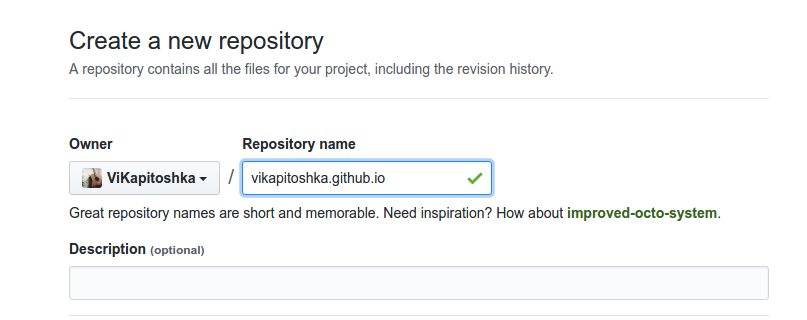 Create a new repository
A repository contains all the files for your project, including the revision history.
Owner Repository name
ViKapitoshka / vikapitoshka.github.io
Great repository names are short and memorable. Need inspiration? How about improved-octo-system.
Description (optional)